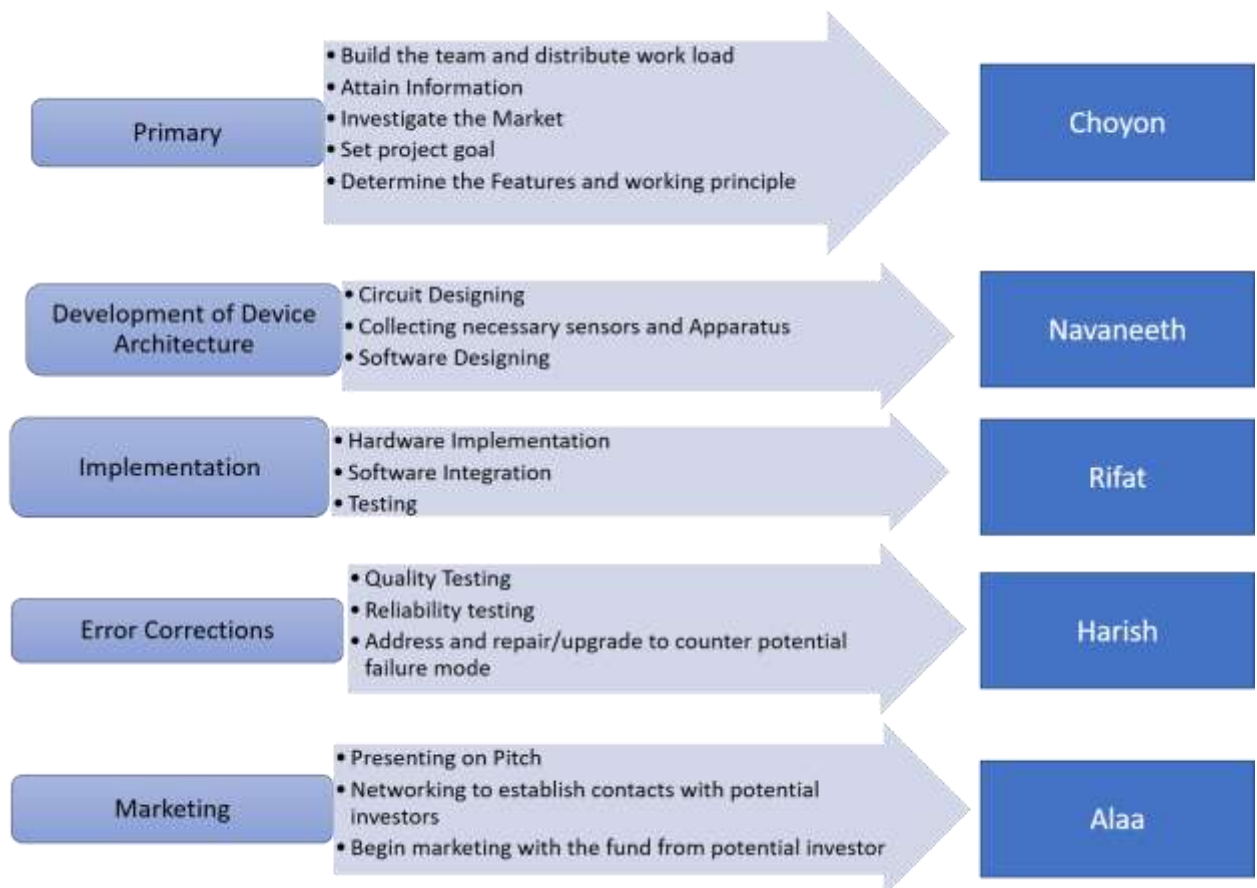 Primary
• Build the team and distribute work load
• Attain Information
• Investigate the Market
• Set project goal
• Determine the Features and working principle
Choyon
Development of Device
Architecture
• Circuit Designing
• Collecting necessary sensors and Apparatus
• Software Designing
Navaneeth
Implementation
• Hardware Implementation
• Software Integration
• Testing
Rifat
Error Corrections
• Quality Testing
• Reliability testing
• Address and repair/upgrade to counter potential
failure mode
Harish
Marketing
• Presenting on Pitch
• Networking to establish contacts with potential
investors
• Begin marketing with the fund from potential investor
Alaa